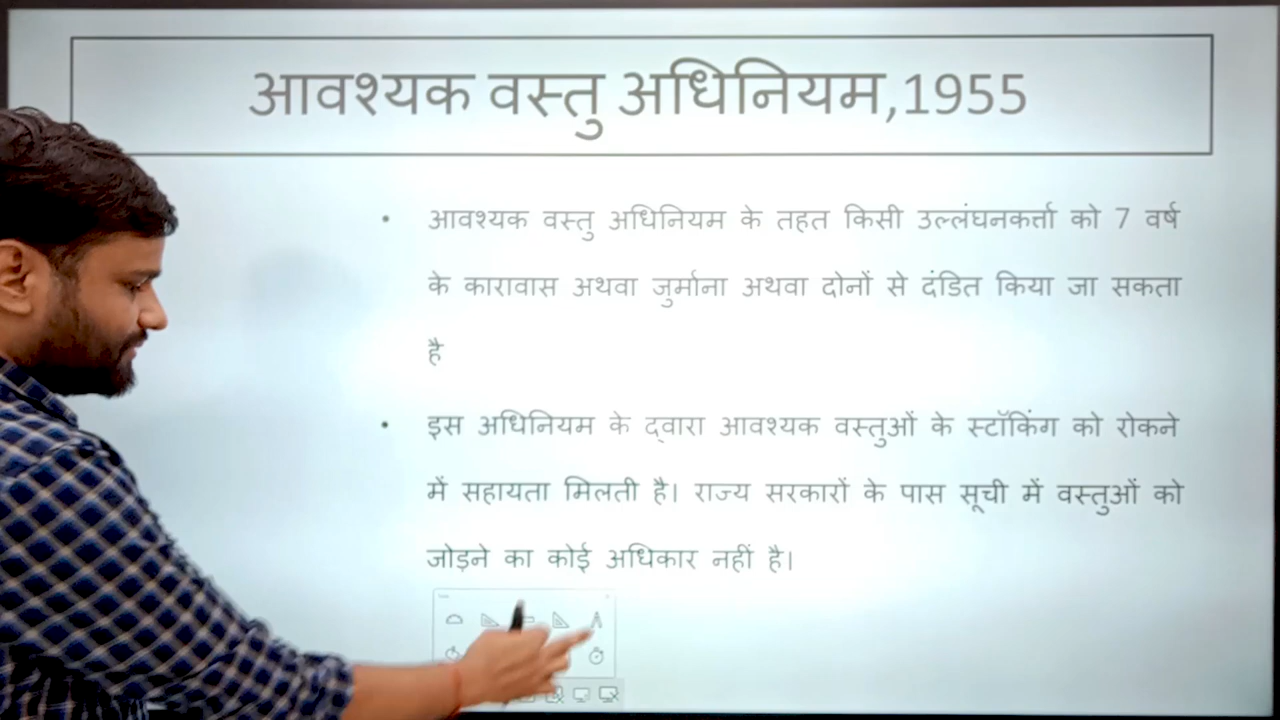 आवश्यक वस्तु अधिनियम,1955
• आवश्यक वस्तु अधिनियम के तहत किसी उल्लंघनकर्त्ता को 7 वर्ष
के कारावास अथवा जुर्माना अथवा दोनों से दंडित किया जा सकता
है
• इस अधिनियम के द्वारा आवश्यक वस्तुओं के स्टॉकिंग को रोकने
में सहायता मिलती है। राज्य सरकारों के पास सूची में वस्तुओं को
जोड़ने का कोई अधिकार नहीं है।